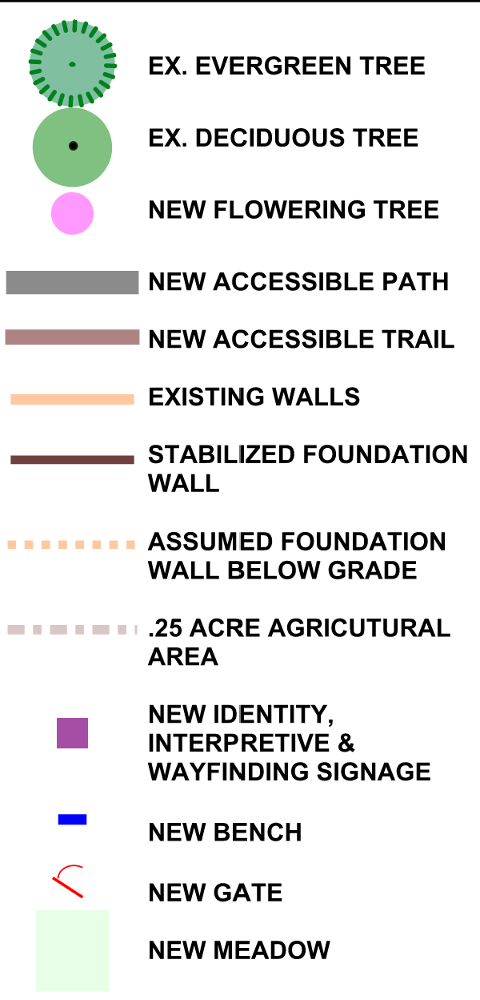 EX. EVERGREEN TREE
EX. DECIDUOUS TREE
NEW FLOWERING TREE
NEW ACCESSIBLE PATH
NEW ACCESSIBLE TRAIL
EXISTING WALLS
STABILIZED FOUNDATION
WALL
ASSUMED FOUNDATION
WALL BELOW GRADE
.25 ACRE AGRICUTURAL
AREA
NEW IDENTITY,
INTERPRETIVE &
WAYFINDING SIGNAGE
NEW BENCH
NEW GATE
NEW MEADOW